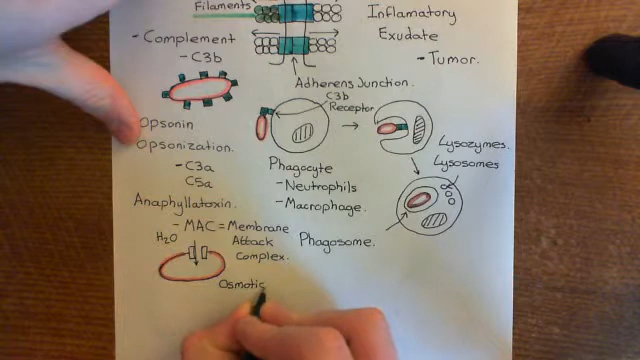 Filaments
Inflamatory
Exudate
- Tumor.
- Complement
- C3b
Adherens Junction.
C3b
Receptor
Opsonin
Opsonization.
- C3a
C5a
Anaphyllatoxin.
- MAC = Membrane
Attack
Complex.
H2O
Osmotic
Phagocyte
- Neutrophils
- Macrophage.
Lysozymes.
Lysosomes
Phagosome.